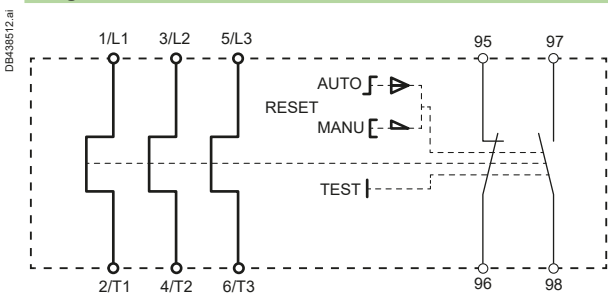 DB438512.ai
1/L1 3/L2 5/L3 95 97
AUTO
RESET
MANU
TEST
2/T1 4/T2 6/T3 96 98